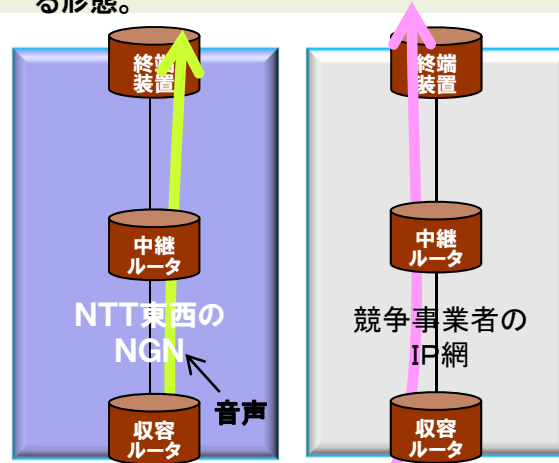 る形態。
終端
装置
終端
装置
中継
ルータ
中継
ルータ
NTT東西の
NGN
競争事業者の
IP網
音声
収容
ルータ
収容
ルータ